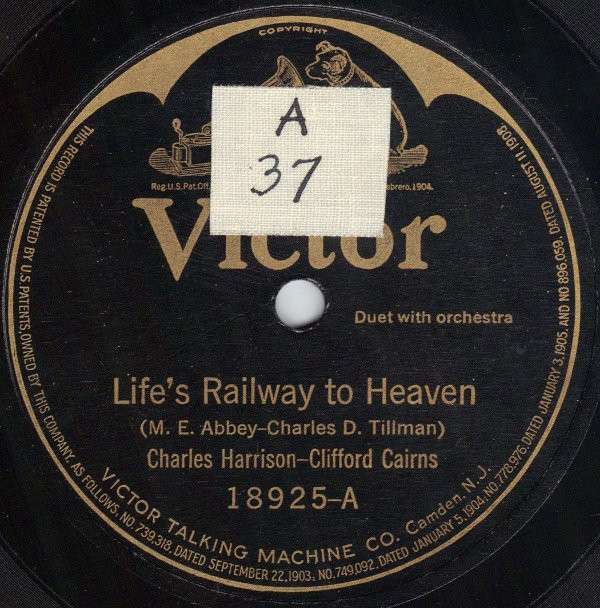 COPYRIGHT
A
37
Reg.U.S.Pat.Off.
ebrero, 1904.
Victor
Duet with orchestra
Life's Railway to Heaven
(M. E. Abbey–Charles D. Tillman)
Charles Harrison–Clifford Cairns
18925–A
VICTOR TALKING MACHINE CO. Camden, N.J.
THIS RECORD IS PATENTED BY U.S. PATENTS, OWNED BY THIS COMPANY, AS FOLLOWS, NO. 739,318, DATED SEPTEMBER 22, 1903; NO. 749,092, DATED JANUARY 5, 1904, NO. 778,976, DATED JANUARY 3, 1905. AND NO 896,059, DATED AUGUST 11, 1908